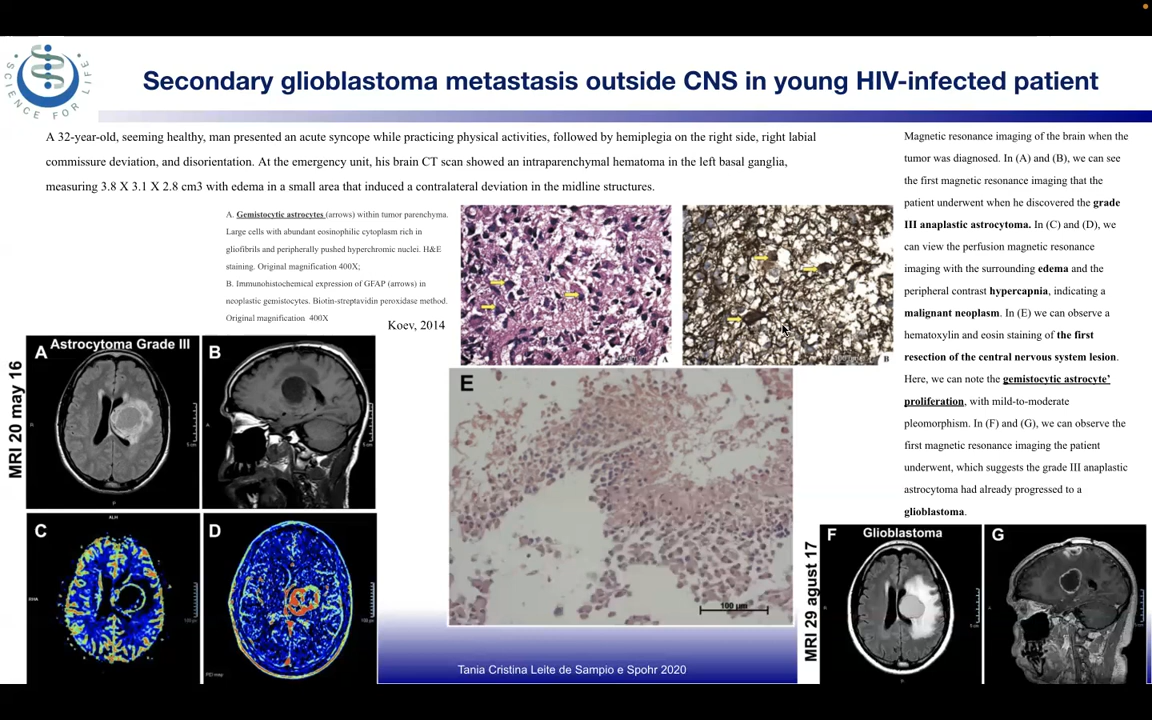 SCIENCE FOR LIFE
Secondary glioblastoma metastasis outside CNS in young HIV-infected patient
A 32-year-old, seeming healthy, man presented an acute syncope while practicing physical activities, followed by hemiplegia on the right side, right labial
commissure deviation, and disorientation. At the emergency unit, his brain CT scan showed an intraparenchymal hematoma in the left basal ganglia,
measuring 3.8 X 3.1 X 2.8 cm3 with edema in a small area that induced a contralateral deviation in the midline structures.
A. Gemistocytic astrocytes (arrows) within tumor parenchyma.
Large cells with abundant eosinophilic cytoplasm rich in
gliofibrils and peripherally pushed hyperchromic nuclei. H&E
staining. Original magnification 400X;
B. Immunohistochemical expression of GFAP (arrows) in
neoplastic gemistocytes. Biotin-streptavidin peroxidase method.
Original magnification 400X
Koev, 2014
A
B
Magnetic resonance imaging of the brain when the
tumor was diagnosed. In (A) and (B), we can see
the first magnetic resonance imaging that the
patient underwent when he discovered the grade
III anaplastic astrocytoma. In (C) and (D), we
can view the perfusion magnetic resonance
imaging with the surrounding edema and the
peripheral contrast hypercapnia, indicating a
malignant neoplasm. In (E) we can observe a
hematoxylin and eosin staining of the first
resection of the central nervous system lesion.
Here, we can note the gemistocytic astrocyte'
proliferation, with mild-to-moderate
pleomorphism. In (F) and (G), we can observe the
first magnetic resonance imaging the patient
underwent, which suggests the grade III anaplastic
astrocytoma had already progressed to a
glioblastoma.
MRI 20 may 16
A
Astrocytoma Grade III
B
C
D
E
100 µm
MRI 29 agust 17
F
Glioblastoma
G
Tania Cristina Leite de Sampio e Spohr 2020